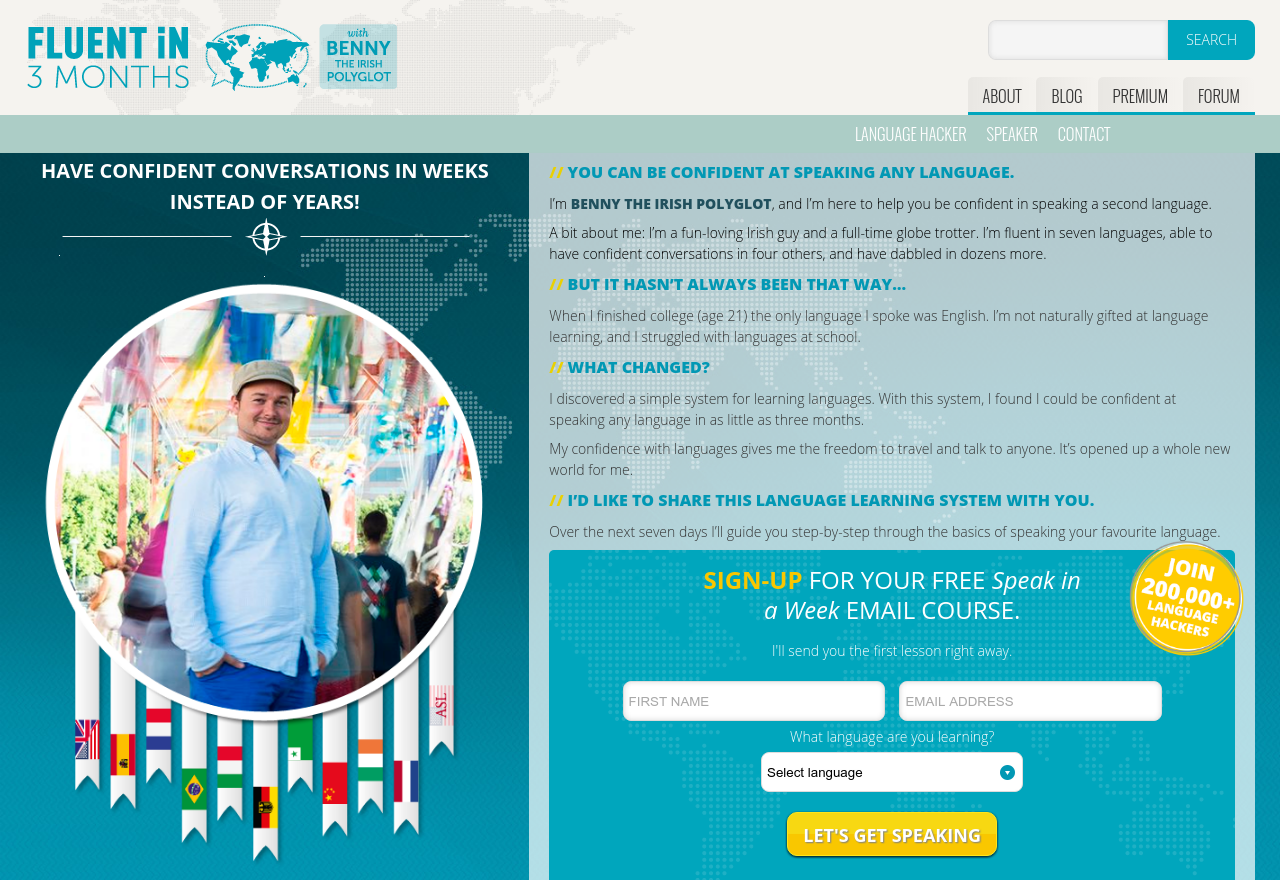 FLUENT iN
3 MONTHS
with
BENNY
THE IRISH
POLYGLOT
SEARCH
ABOUT BLOG PREMIUM FORUM
LANGUAGE HACKER SPEAKER CONTACT
HAVE CONFIDENT CONVERSATIONS IN WEEKS
INSTEAD OF YEARS!
ASL
// YOU CAN BE CONFIDENT AT SPEAKING ANY LANGUAGE.
I’m BENNY THE IRISH POLYGLOT, and I’m here to help you be confident in speaking a second language.
A bit about me: I’m a fun-loving Irish guy and a full-time globe trotter. I’m fluent in seven languages, able to
have confident conversations in four others, and have dabbled in dozens more.
// BUT IT HASN’T ALWAYS BEEN THAT WAY…
When I finished college (age 21) the only language I spoke was English. I’m not naturally gifted at language
learning, and I struggled with languages at school.
// WHAT CHANGED?
I discovered a simple system for learning languages. With this system, I found I could be confident at
speaking any language in as little as three months.
My confidence with languages gives me the freedom to travel and talk to anyone. It’s opened up a whole new
world for me.
// I’D LIKE TO SHARE THIS LANGUAGE LEARNING SYSTEM WITH YOU.
Over the next seven days I’ll guide you step-by-step through the basics of speaking your favourite language.
SIGN-UP FOR YOUR FREE Speak in
a Week EMAIL COURSE.
JOIN
200,000+
LANGUAGE
HACKERS
I'll send you the first lesson right away.
FIRST NAME EMAIL ADDRESS
What language are you learning?
Select language
LET'S GET SPEAKING